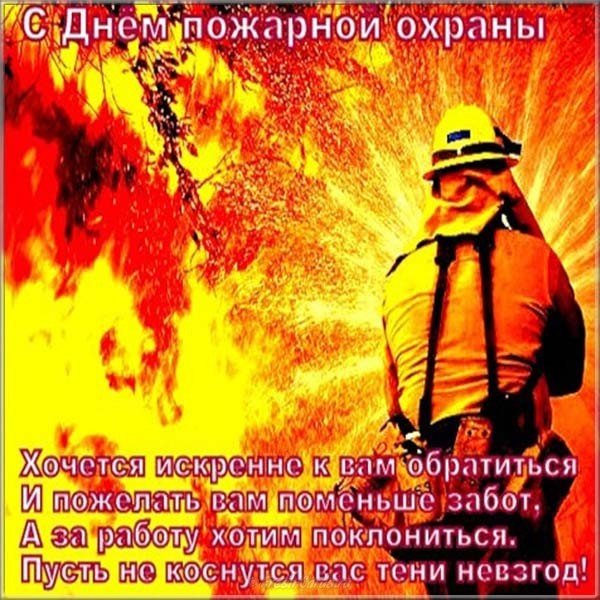 С Днём пожарной охраны
Хочется искренне к вам обратиться
И пожелать вам поменьше забот,
А за работу хотим поклониться.
Пусть не коснутся вас тени невзгод!